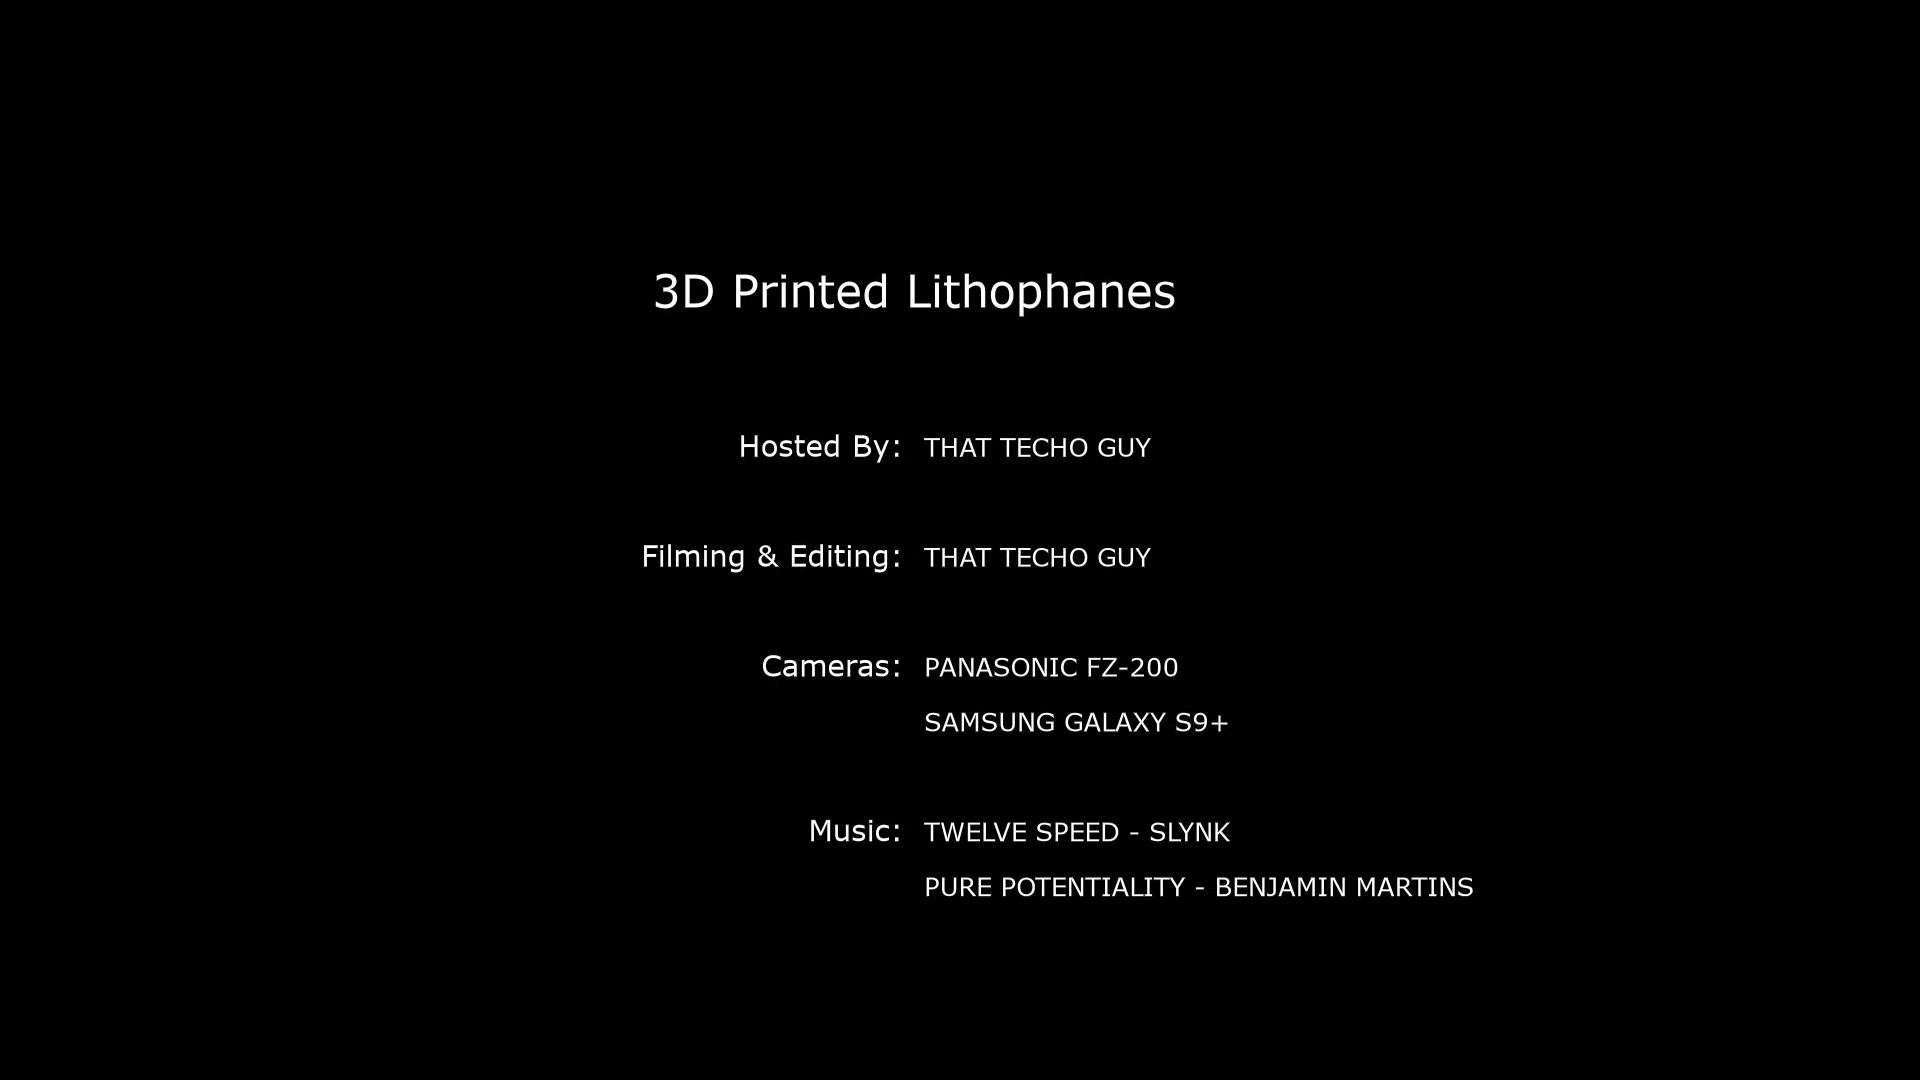 3D Printed Lithophanes
Hosted By: THAT TECHO GUY
Filming & Editing: THAT TECHO GUY
Cameras: PANASONIC FZ-200
SAMSUNG GALAXY S9+
Music: TWELVE SPEED - SLYNK
PURE POTENTIALITY - BENJAMIN MARTINS